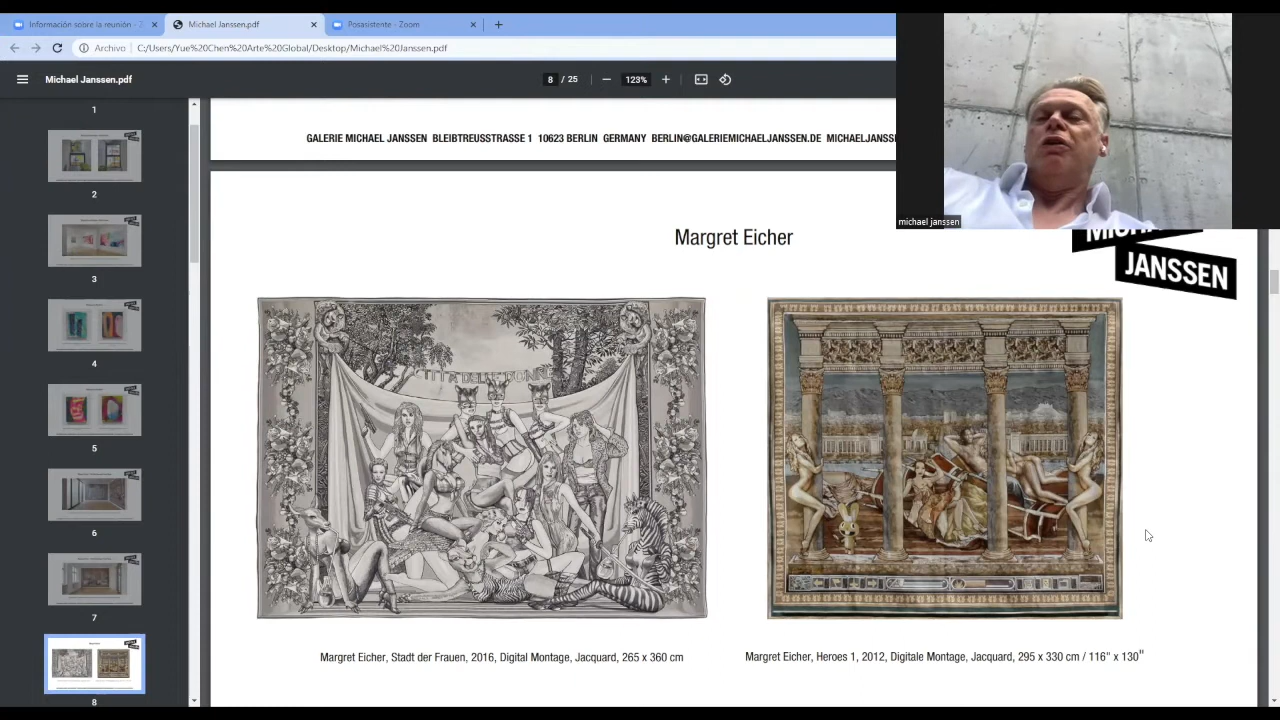 Información sobre la reunión - Z
Michael Janssen.pdf
Posasistente - Zoom
Archivo
C:/Users/Yue%20Chen%20Arte%20Global/Desktop/Michael%20Janssen.pdf
Michael Janssen.pdf
8 / 25
123%
1
2
3
4
5
6
7
8
GALERIE MICHAEL JANSSEN BLEIBTREUSSTRASSE 1 10623 BERLIN GERMANY BERLIN@GALERIEMICHAELJANSSEN.DE MICHAELJANSS
michael janssen
Margret Eicher
JANSSEN
Margret Eicher, Stadt der Frauen, 2016, Digital Montage, Jacquard, 265 x 360 cm
Margret Eicher, Heroes 1, 2012, Digitale Montage, Jacquard, 295 x 330 cm / 116" x 130"